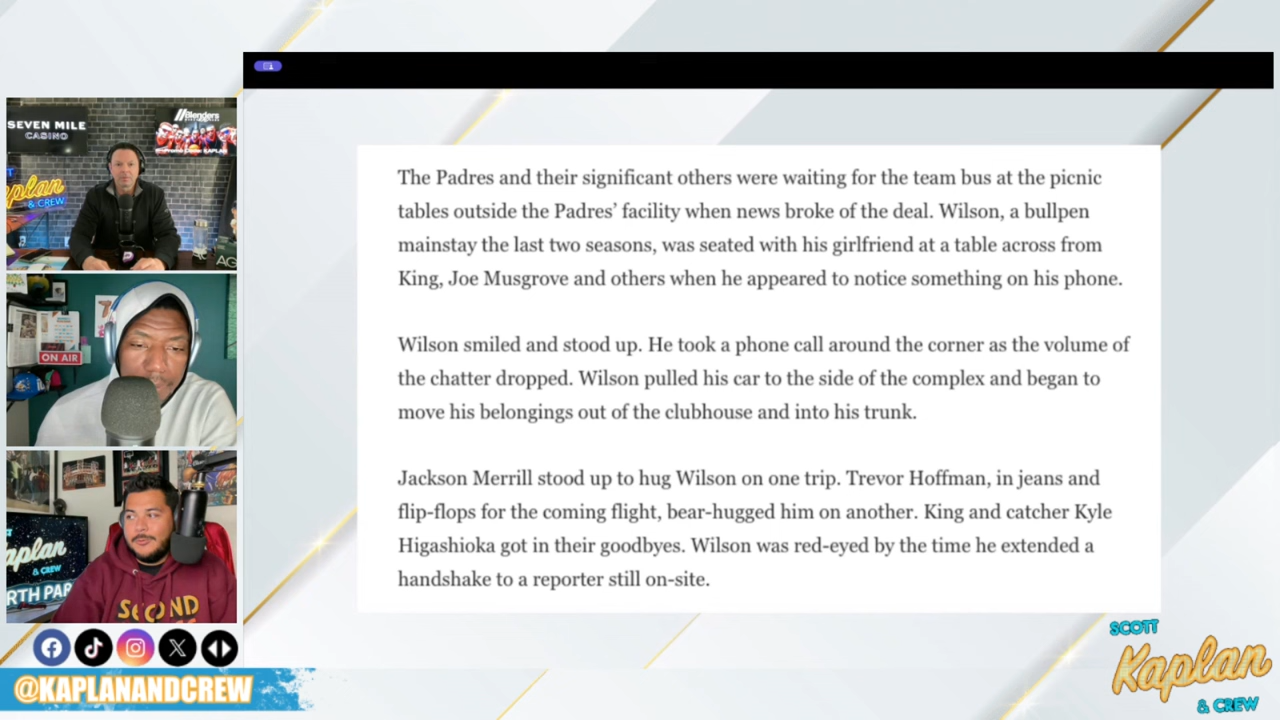 SEVEN MILE
CASINO
Blenders
Kaplan
& CREW
ON AIR
Kaplan
& CREW
The Padres and their significant others were waiting for the team bus at the picnic
tables outside the Padres’ facility when news broke of the deal. Wilson, a bullpen
mainstay the last two seasons, was seated with his girlfriend at a table across from
King, Joe Musgrove and others when he appeared to notice something on his phone.
Wilson smiled and stood up. He took a phone call around the corner as the volume of
the chatter dropped. Wilson pulled his car to the side of the complex and began to
move his belongings out of the clubhouse and into his trunk.
Jackson Merrill stood up to hug Wilson on one trip. Trevor Hoffman, in jeans and
flip-flops for the coming flight, bear-hugged him on another. King and catcher Kyle
Higashioka got in their goodbyes. Wilson was red-eyed by the time he extended a
handshake to a reporter still on-site.
@KAPLANANDCREW
SCOTT
Kaplan
& CREW